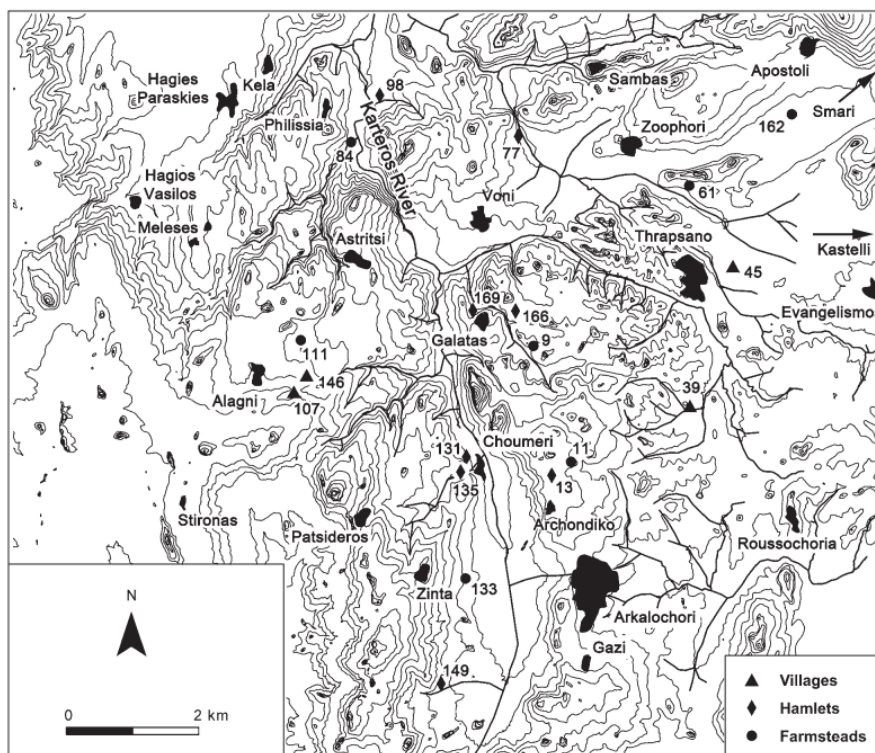 98
Sambas
Apostoli
Hagies
Paraskies
Kela
Philissia
Karteros River
Smari
162
Zoophori
84
77
61
Hagios
Vasilos
Voni
Meleses
Astritsi
Thrapsano
Kastelli
45
Evangelismos
169
166
Galatas
9
111
146
Alagni
107
39
Choumeri
131
11
135
13
Stironas
Archondiko
Patsideros
Roussochoria
Zinta
133
Arkalochori
Gazi
149
N
0 2 km
Villages
Hamlets
Farmsteads